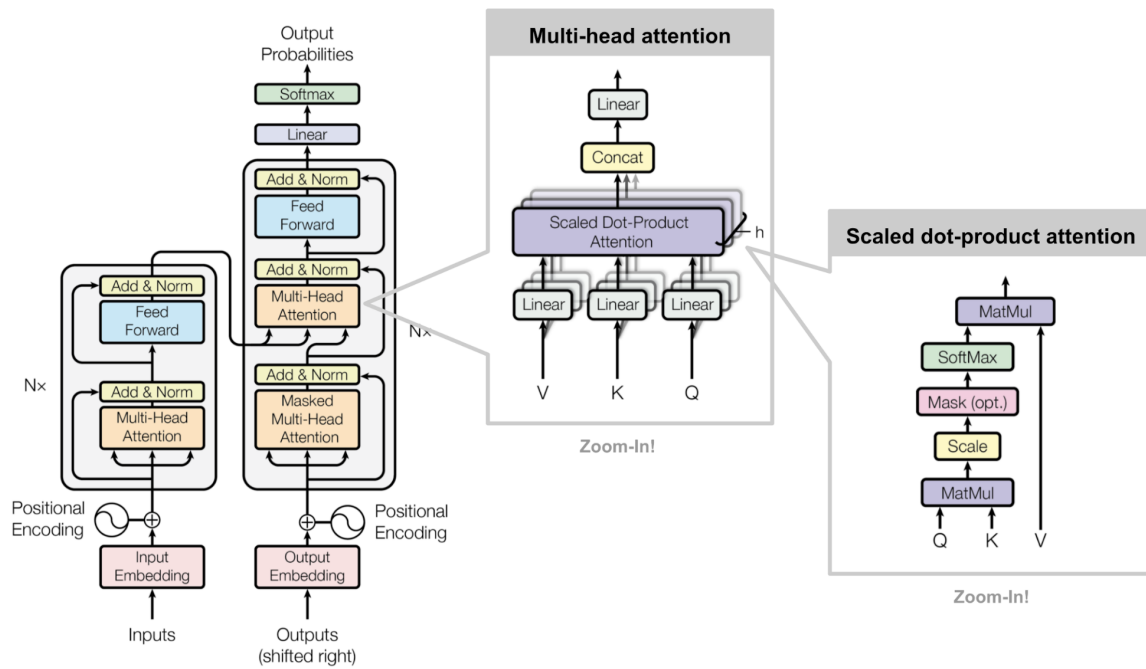 Output
Probabilities
Softmax
Linear
Add & Norm
Feed
Forward
Add & Norm
Multi-Head
Attention
Add & Norm
Masked
Multi-Head
Attention
N×
Add & Norm
Feed
Forward
N×
Add & Norm
Multi-Head
Attention
Positional
Encoding
Positional
Encoding
Input
Embedding
Output
Embedding
Inputs
Outputs
(shifted right)
Multi-head attention
Linear
Concat
Scaled Dot-Product
Attention
h
Linear
Linear
Linear
V
K
Q
Zoom-In!
Scaled dot-product attention
MatMul
SoftMax
Mask (opt.)
Scale
MatMul
Q
K
V
Zoom-In!